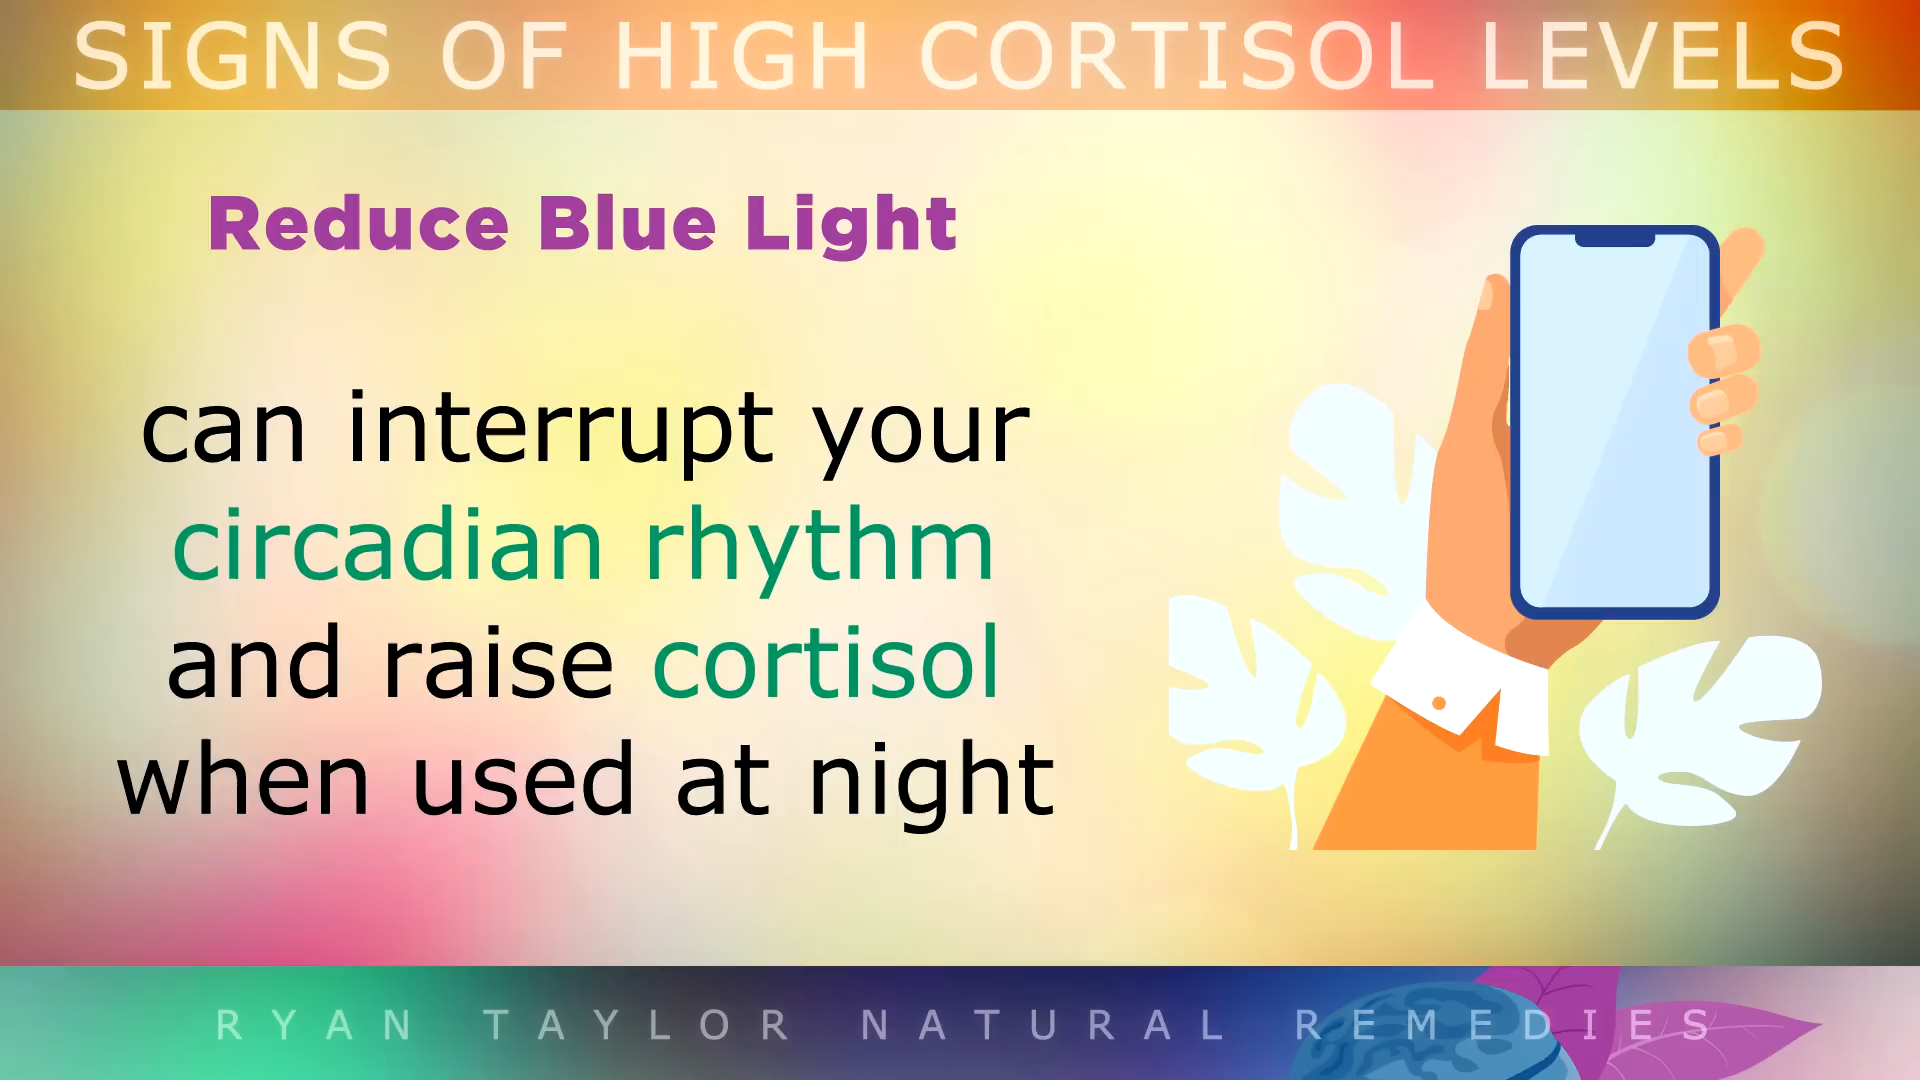 SIGNS OF HIGH CORTISOL LEVELS
Reduce Blue Light
can interrupt your
circadian rhythm
and raise cortisol
when used at night
RYAN TAYLOR NATURAL REMEDIES